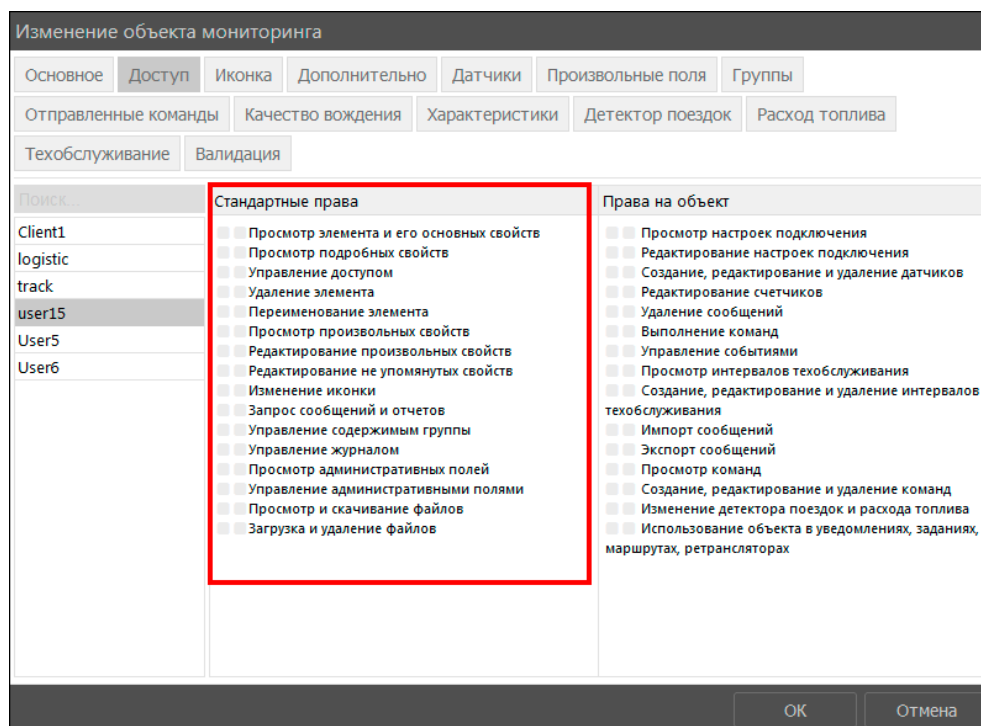 Изменение объекта мониторинга
Основное Доступ Иконка Дополнительно Датчики Произвольные поля Группы
Отправленные команды Качество вождения Характеристики Детектор поездок Расход топлива
Техобслуживание Валидация
Поиск...
Client1
logistic
track
user15
User5
User6
Стандартные права
Просмотр элемента и его основных свойств
Просмотр подробных свойств
Управление доступом
Удаление элемента
Переименование элемента
Просмотр произвольных свойств
Редактирование произвольных свойств
Редактирование не упомянутых свойств
Изменение иконки
Запрос сообщений и отчетов
Управление содержимым группы
Управление журналом
Просмотр административных полей
Управление административными полями
Просмотр и скачивание файлов
Загрузка и удаление файлов
Права на объект
Просмотр настроек подключения
Редактирование настроек подключения
Создание, редактирование и удаление датчиков
Редактирование счетчиков
Удаление сообщений
Выполнение команд
Управление событиями
Просмотр интервалов техобслуживания
Создание, редактирование и удаление интервалов
техобслуживания
Импорт сообщений
Экспорт сообщений
Просмотр команд
Создание, редактирование и удаление команд
Изменение детектора поездок и расхода топлива
Использование объекта в уведомлениях, заданиях,
маршрутах, ретрансляторах
ОК Отмена